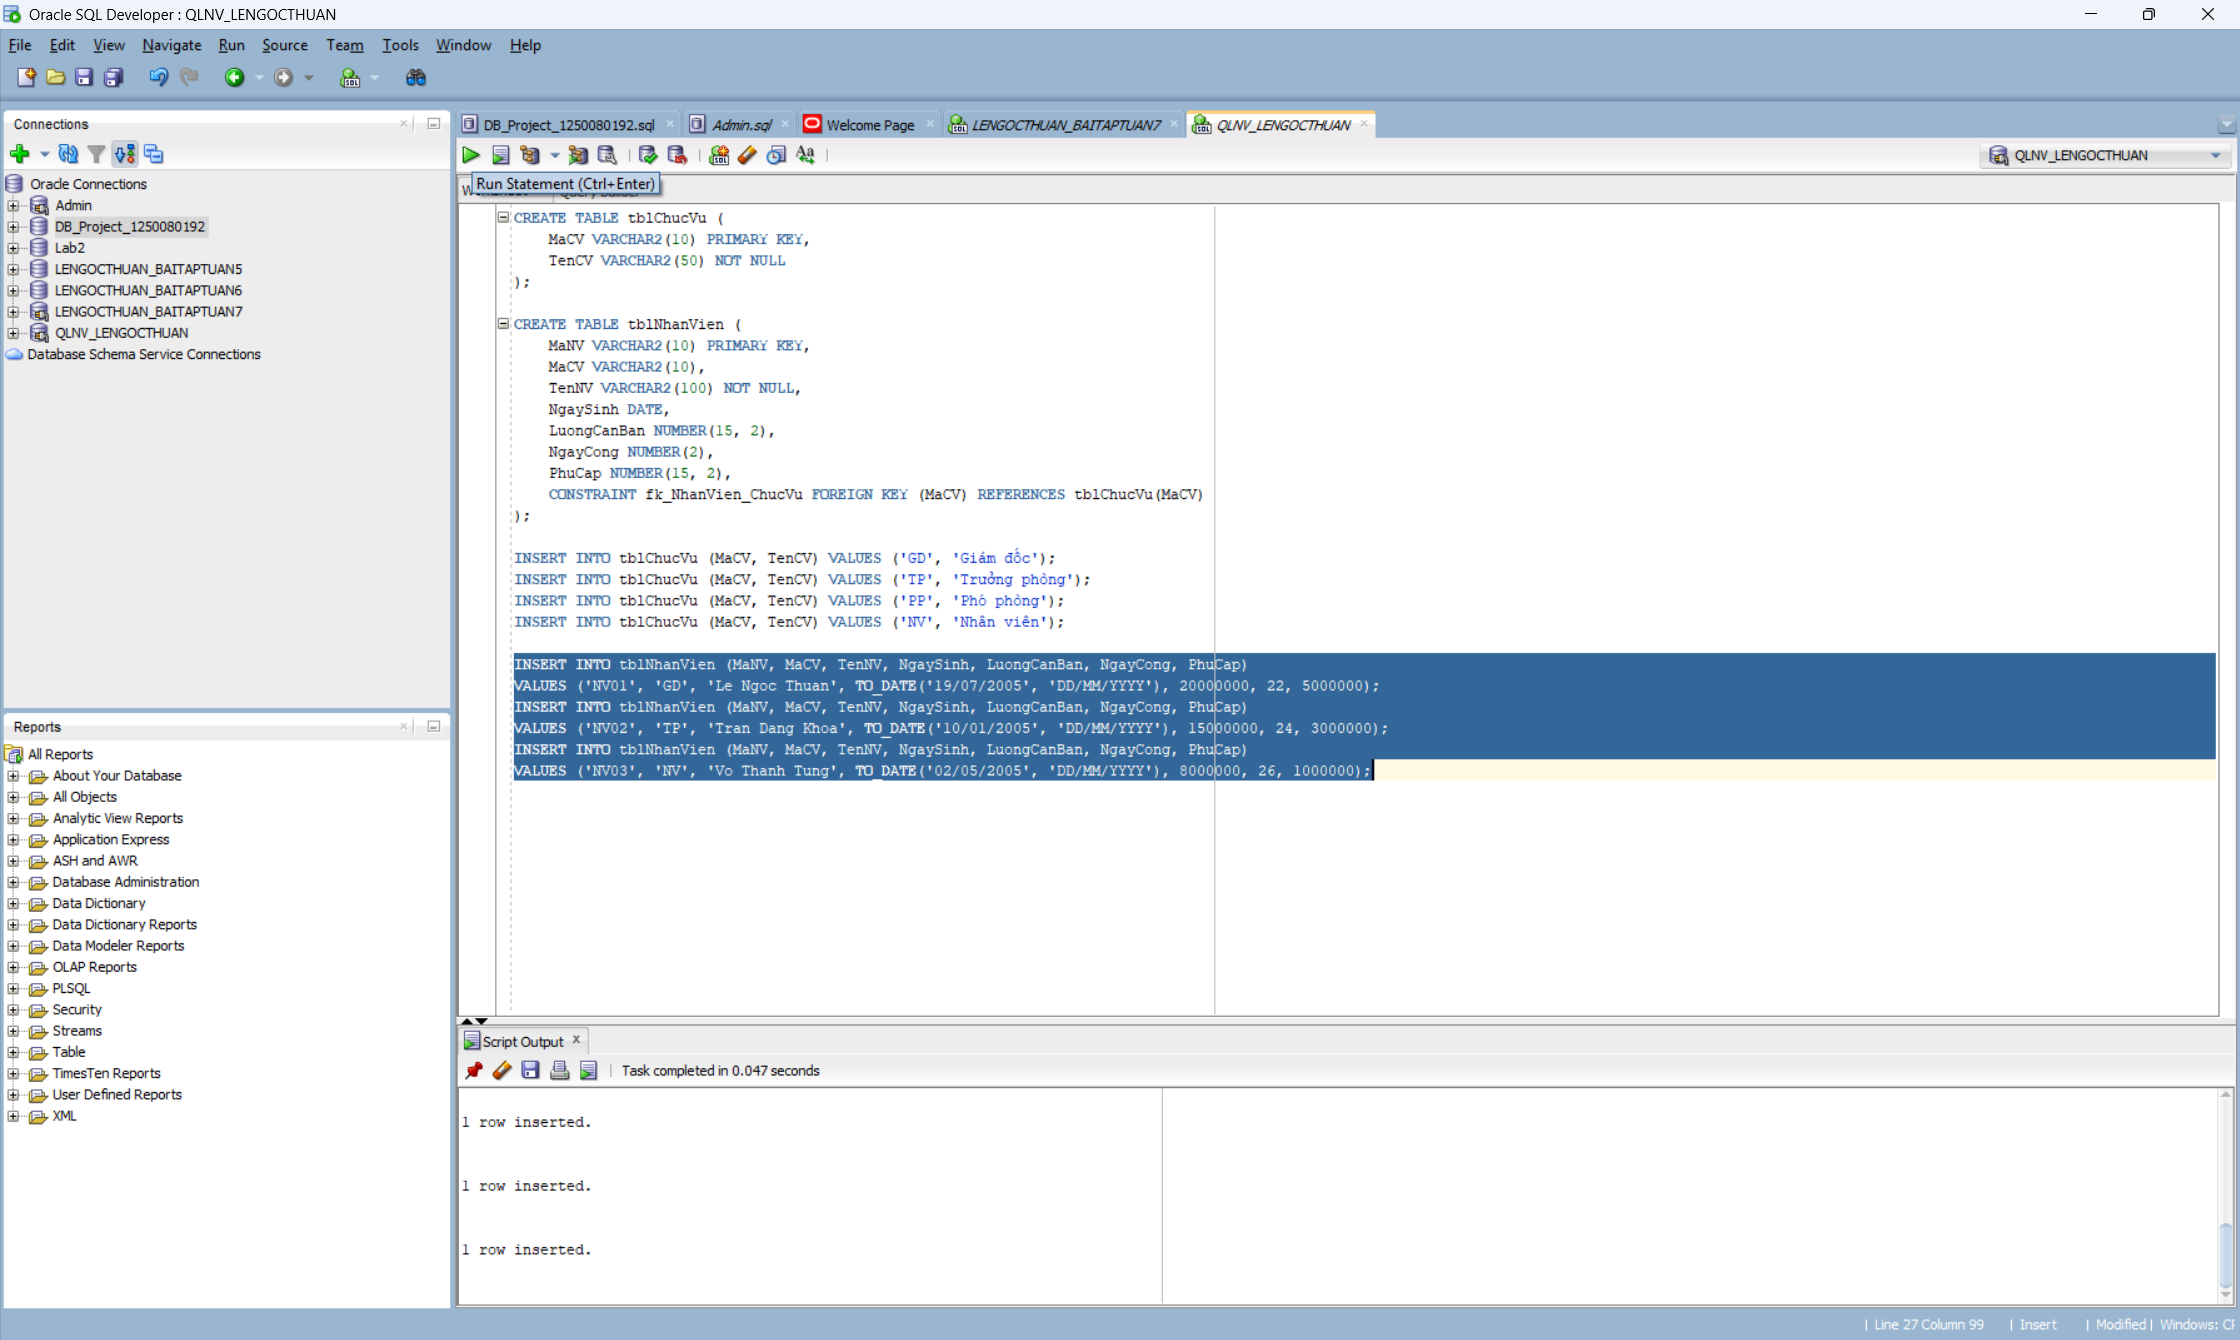 Oracle SQL Developer : QLNV_LENGOCTHUAN
File Edit View Navigate Run Source Team Tools Window Help
Connections
Oracle Connections
Admin
DB_Project_1250080192
Lab2
LENGOCTHUAN_BAITAPTUAN5
LENGOCTHUAN_BAITAPTUAN6
LENGOCTHUAN_BAITAPTUAN7
QLNV_LENGOCTHUAN
Database Schema Service Connections
Reports
All Reports
About Your Database
All Objects
Analytic View Reports
Application Express
ASH and AWR
Database Administration
Data Dictionary
Data Dictionary Reports
Data Modeler Reports
OLAP Reports
PLSQL
Security
Streams
Table
TimesTen Reports
User Defined Reports
XML
DB_Project_1250080192.sql Admin.sql Welcome Page LENGOCTHUAN_BAITAPTUAN7 QLNV_LENGOCTHUAN
QLNV_LENGOCTHUAN
Run Statement (Ctrl+Enter)
CREATE TABLE tblChucVu (
MaCV VARCHAR2(10) PRIMARY KEY,
TenCV VARCHAR2(50) NOT NULL
);
CREATE TABLE tblNhanVien (
MaNV VARCHAR2(10) PRIMARY KEY,
MaCV VARCHAR2(10),
TenNV VARCHAR2(100) NOT NULL,
NgaySinh DATE,
LuongCanBan NUMBER(15, 2),
NgayCong NUMBER(2),
PhuCap NUMBER(15, 2),
CONSTRAINT fk_NhanVien_ChucVu FOREIGN KEY (MaCV) REFERENCES tblChucVu(MaCV)
);
INSERT INTO tblChucVu (MaCV, TenCV) VALUES ('GD', 'Giám đốc');
INSERT INTO tblChucVu (MaCV, TenCV) VALUES ('TP', 'Trưởng phòng');
INSERT INTO tblChucVu (MaCV, TenCV) VALUES ('PP', 'Phó phòng');
INSERT INTO tblChucVu (MaCV, TenCV) VALUES ('NV', 'Nhân viên');
INSERT INTO tblNhanVien (MaNV, MaCV, TenNV, NgaySinh, LuongCanBan, NgayCong, PhuCap)
VALUES ('NV01', 'GD', 'Le Ngoc Thuan', TO_DATE('19/07/2005', 'DD/MM/YYYY'), 20000000, 22, 5000000);
INSERT INTO tblNhanVien (MaNV, MaCV, TenNV, NgaySinh, LuongCanBan, NgayCong, PhuCap)
VALUES ('NV02', 'TP', 'Tran Dang Khoa', TO_DATE('10/01/2005', 'DD/MM/YYYY'), 15000000, 24, 3000000);
INSERT INTO tblNhanVien (MaNV, MaCV, TenNV, NgaySinh, LuongCanBan, NgayCong, PhuCap)
VALUES ('NV03', 'NV', 'Vo Thanh Tung', TO_DATE('02/05/2005', 'DD/MM/YYYY'), 8000000, 26, 1000000);
Script Output
Task completed in 0.047 seconds
1 row inserted.
1 row inserted.
1 row inserted.
Line 27 Column 99 | Insert | Modified | Windows: